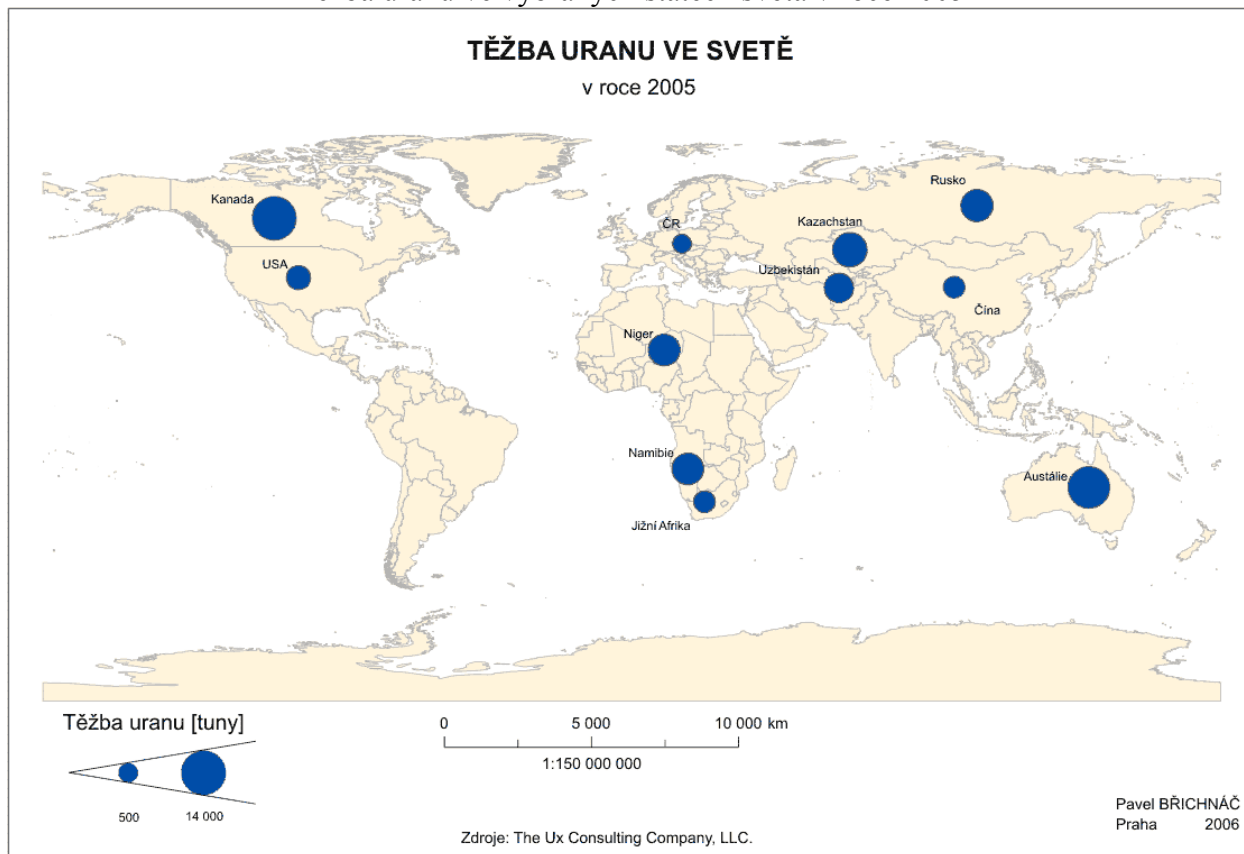 TĚŽBA URANU VE SVETĚ
v roce 2005
Rusko
Kanada
ČR
Kazachstan
USA
Uzbekistán
Čína
Niger
Namibie
Austálie
Jižní Afrika
Těžba uranu [tuny]
0 5 000 10 000 km
1:150 000 000
500 14 000
Pavel BŘICHNÁČ
Praha 2006
Zdroje: The Ux Consulting Company, LLC.